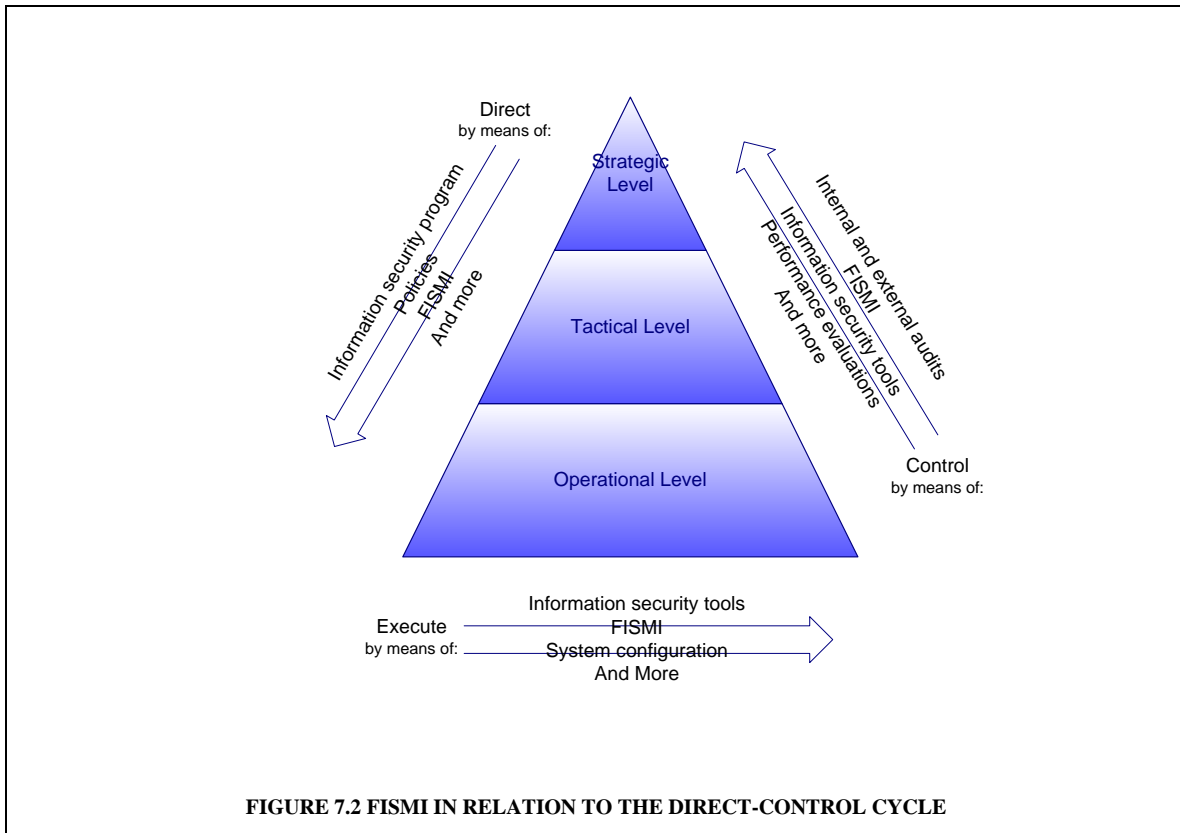 Direct
by means of:
Information security program
Policies
FISMI
And more
Strategic
Level
Tactical Level
Operational Level
Internal and external audits
FISMI
Information security tools
Performance evaluations
And more
Control
by means of:
Execute
by means of:
Information security tools
FISMI
System configuration
And More
FIGURE 7.2 FISMI IN RELATION TO THE DIRECT-CONTROL CYCLE